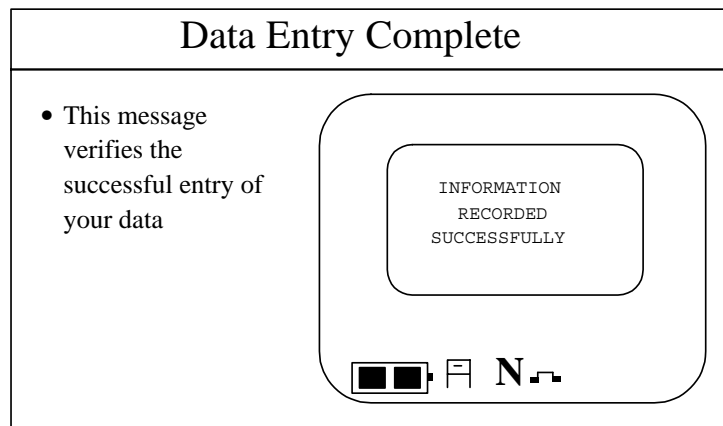 Data Entry Complete
• This message
verifies the
successful entry of
your data
INFORMATION
RECORDED
SUCCESSFULLY
N